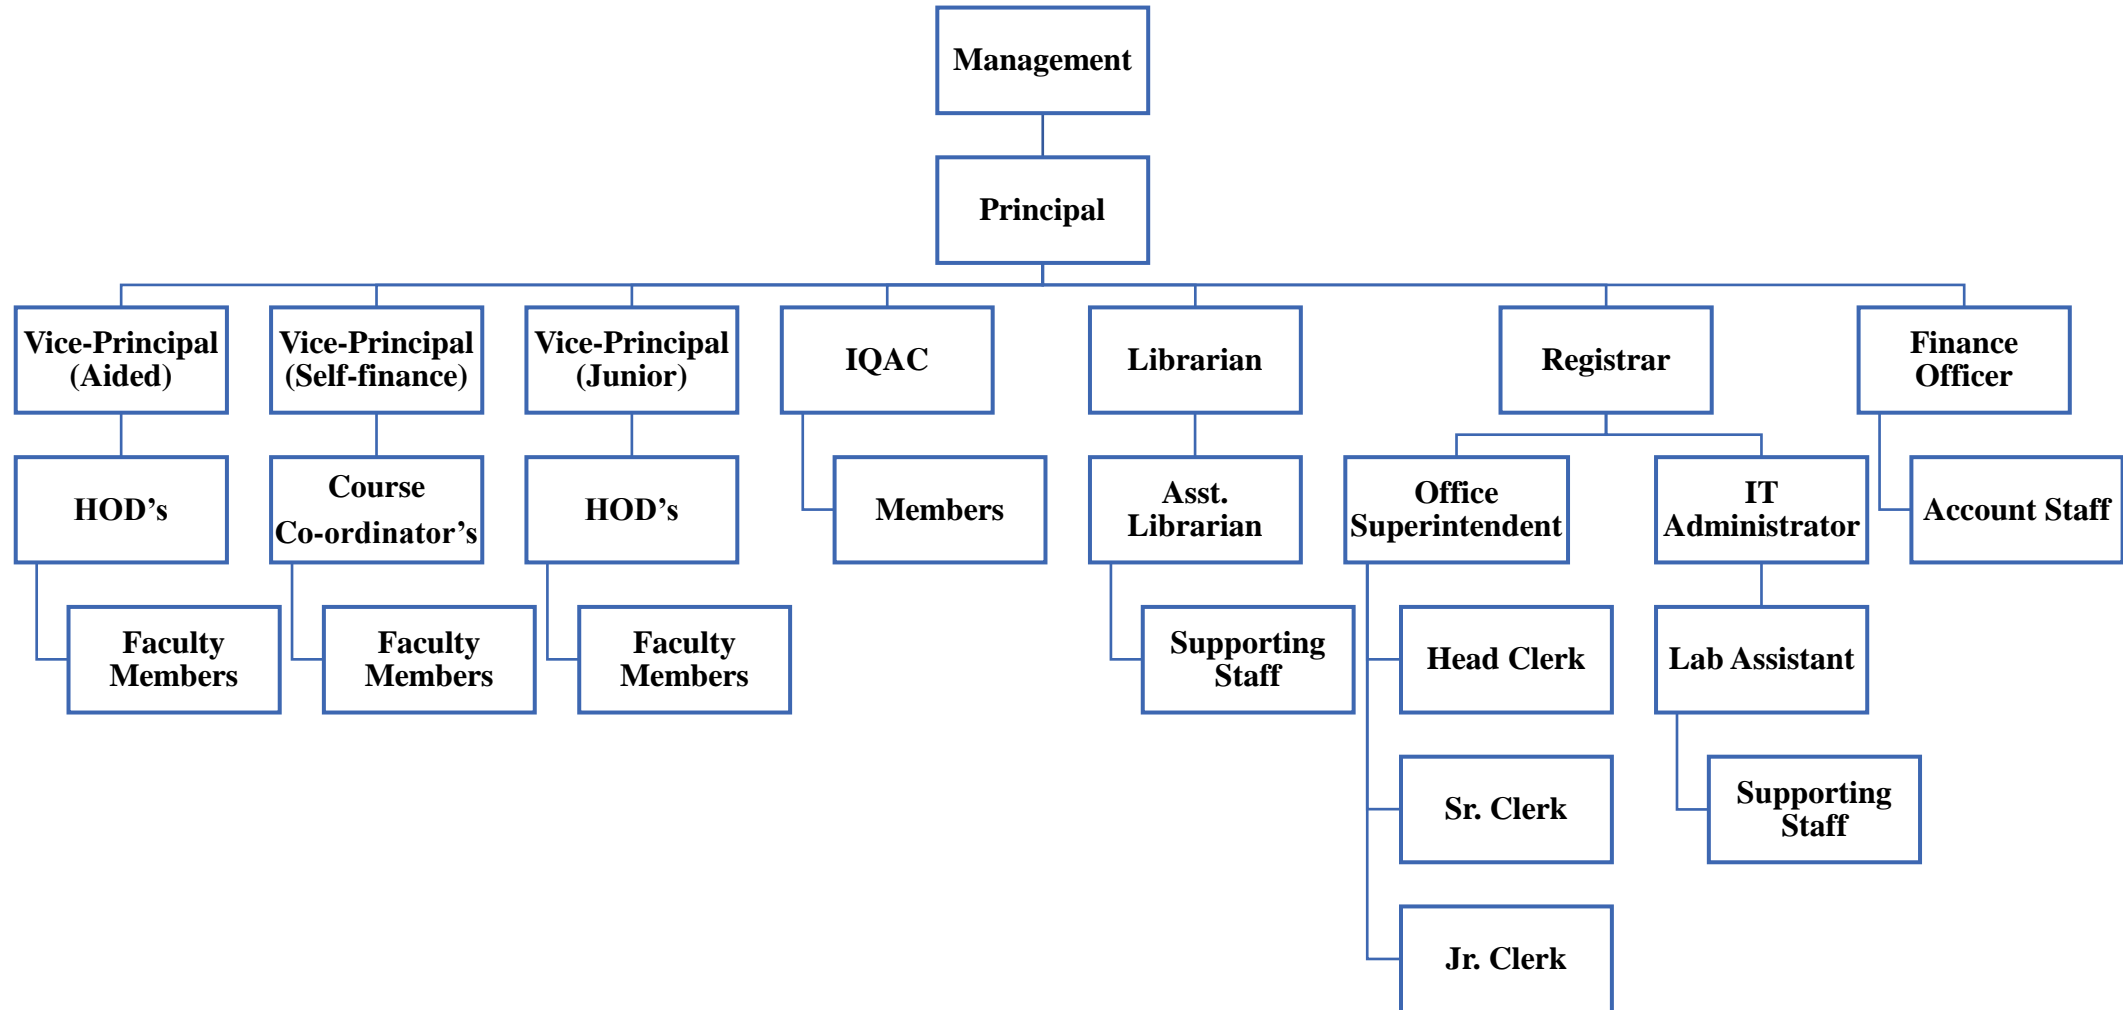 Management
Principal
Vice-Principal
(Aided)
Vice-Principal
(Self-finance)
Vice-Principal
(Junior)
IQAC
Librarian
Registrar
Finance
Officer
HOD’s
Course
Co-ordinator’s
HOD’s
Members
Asst.
Librarian
Office
Superintendent
IT
Administrator
Account Staff
Faculty
Members
Faculty
Members
Faculty
Members
Supporting
Staff
Head Clerk
Lab Assistant
Sr. Clerk
Supporting
Staff
Jr. Clerk